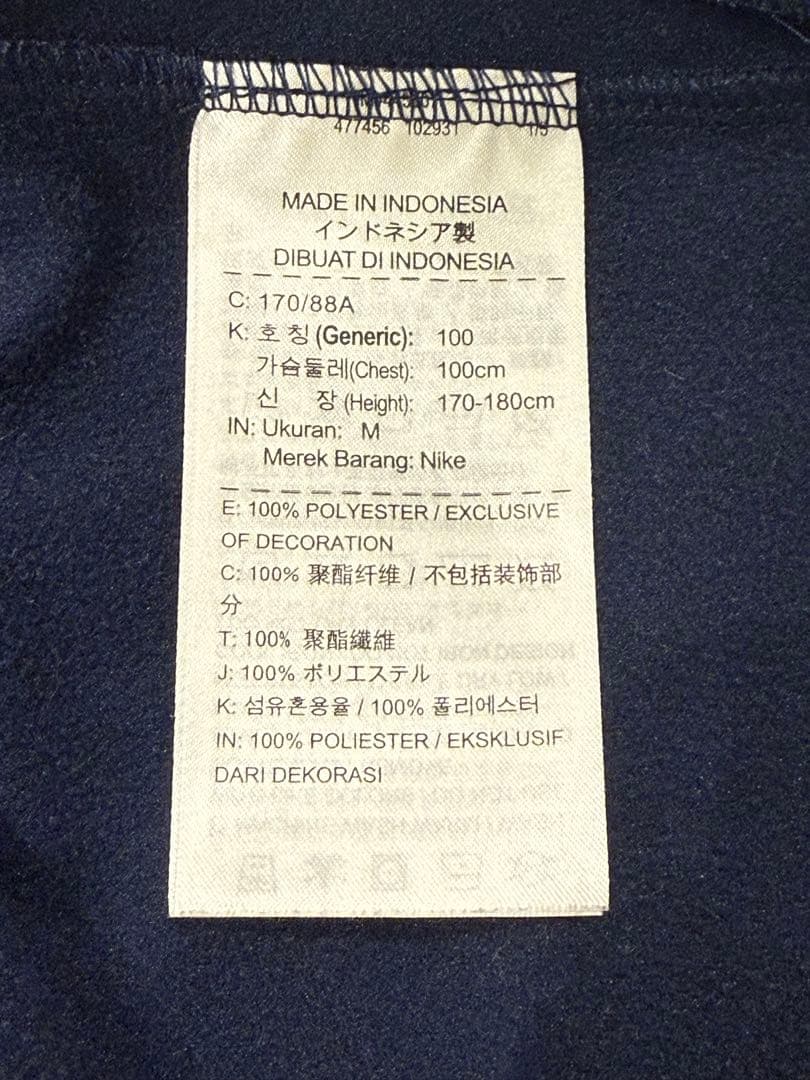 477456 102931 1/5
MADE IN INDONESIA
インドネシア製
DIBUAT DI INDONESIA
C: 170/88A
K: 호 칭 (Generic): 100
가슴둘레(Chest): 100cm
신 장 (Height): 170-180cm
IN: Ukuran: M
Merek Barang: Nike
E: 100% POLYESTER / EXCLUSIVE
OF DECORATION
C: 100% 聚酯纤维 / 不包括装饰部
分
T: 100% 聚酯纖維
J: 100% ポリエステル
K: 섬유혼용율 / 100% 폴리에스터
IN: 100% POLIESTER / EKSKLUSIF
DARI DEKORASI